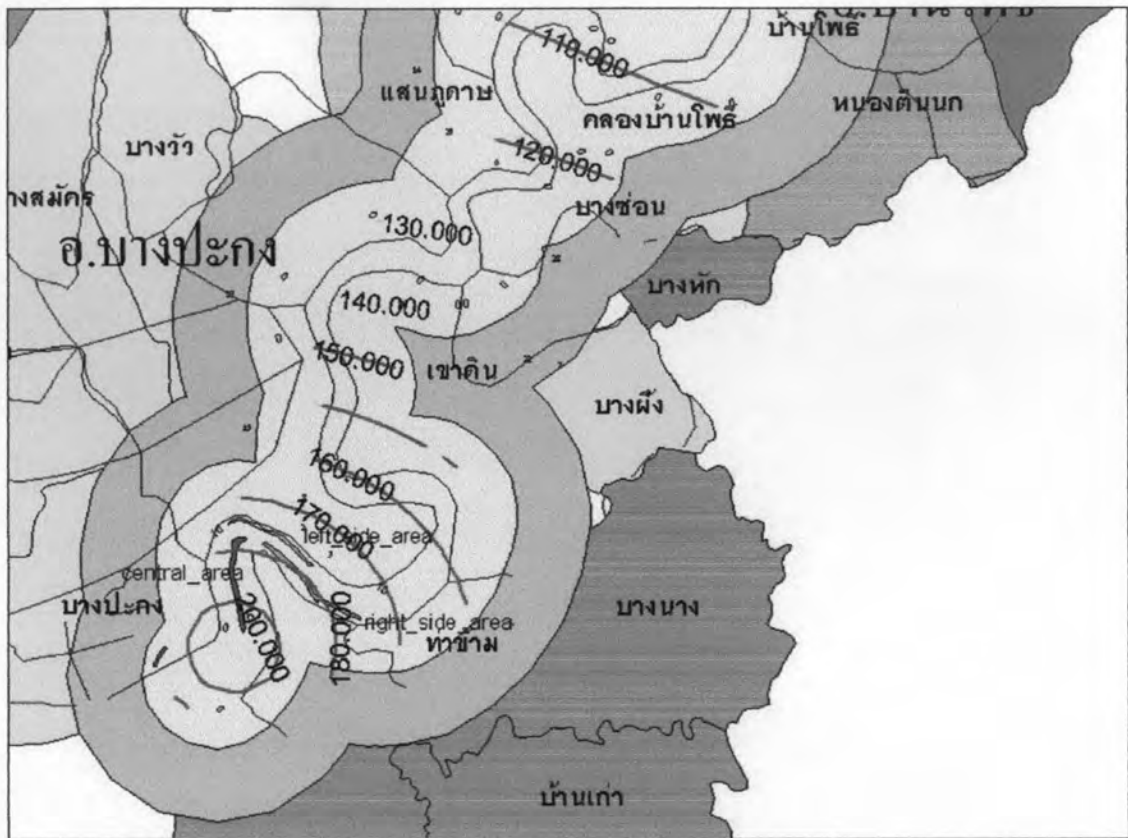 110.000
บ้านโพธิ์
แสนภูดาษ
คลองบ้านโพธิ์
หนองตีนนก
บางวัว
120.000
างสมัคร
บางซ่อน
130.000
อ.บางปะกง
บางหัก
140.000
150.000
เขาดิน
บางผึ้ง
160.000
170.000
left_side_area
central_area
บางปะกง
200.000
180.000
right_side_area
ท่าข้าม
บางนาง
บ้านเก่า